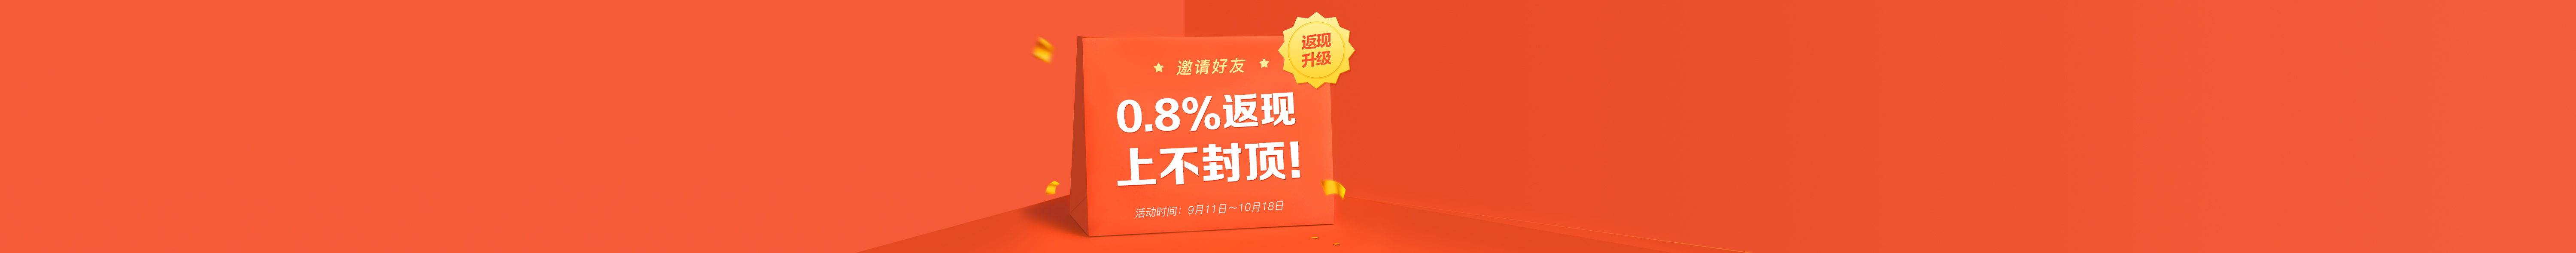 返现
升级
邀请好友
0.8%返现
上不封顶!
活动时间：9月11日～10月18日